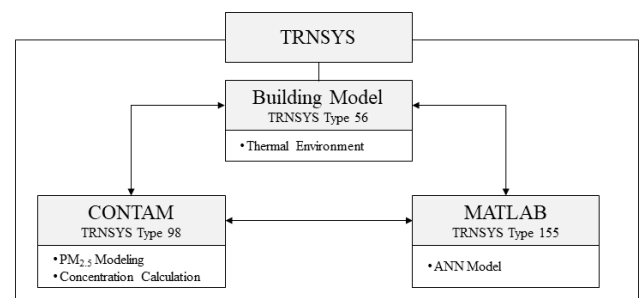 TRNSYS
Building Model
TRNSYS Type 56
•Thermal Environment
CONTAM
TRNSYS Type 98
•PM₂.₅ Modeling
•Concentration Calculation
MATLAB
TRNSYS Type 155
•ANN Model